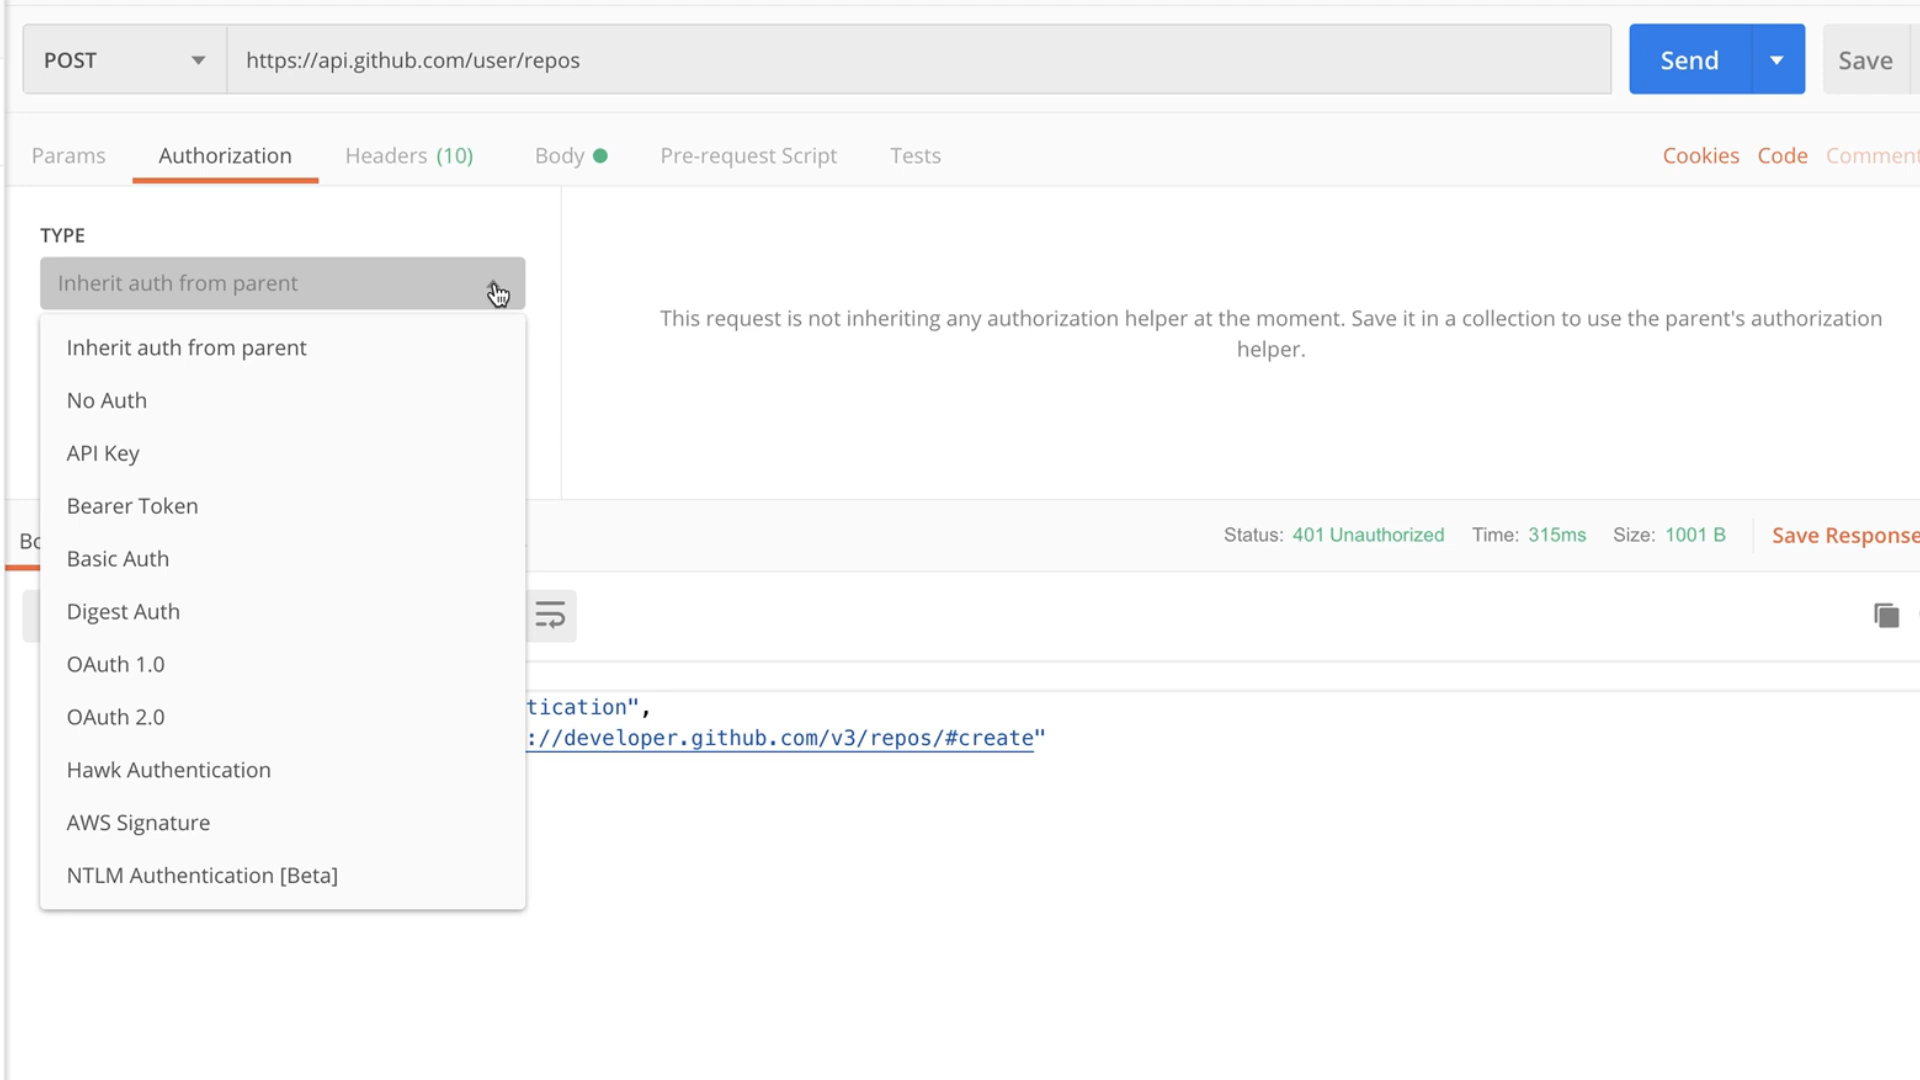 POST
https://api.github.com/user/repos
Send
Save
Params
Authorization
Headers (10)
Body
Pre-request Script
Tests
Cookies
Code
Comment
TYPE
Inherit auth from parent
This request is not inheriting any authorization helper at the moment. Save it in a collection to use the parent's authorization
helper.
Inherit auth from parent
No Auth
API Key
Bearer Token
Basic Auth
Digest Auth
OAuth 1.0
OAuth 2.0
Hawk Authentication
AWS Signature
NTLM Authentication [Beta]
Bo
Status: 401 Unauthorized
Time: 315ms
Size: 1001 B
Save Response
tication",
://developer.github.com/v3/repos/#create"